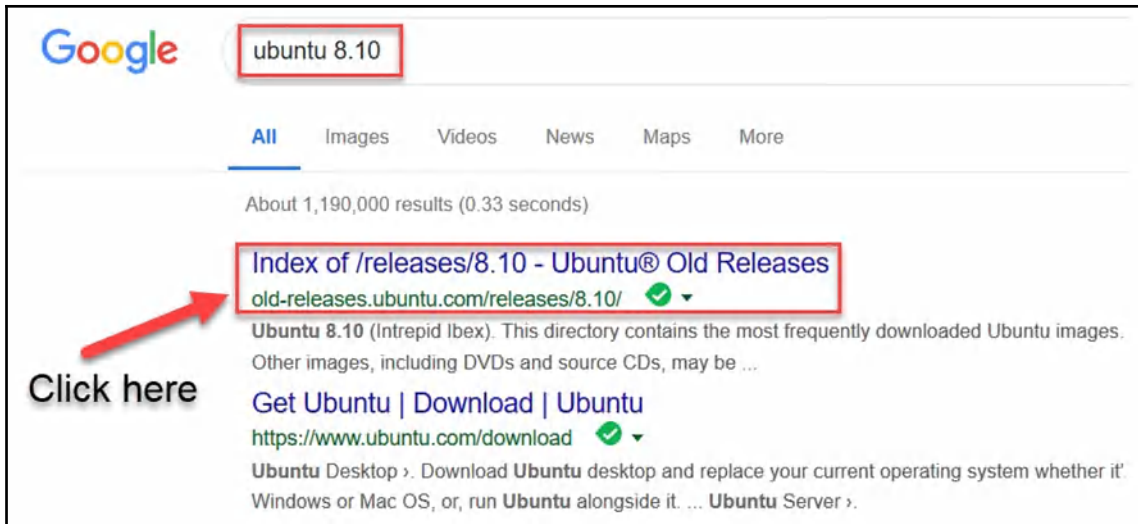 Google
ubuntu 8.10
All Images Videos News Maps More
About 1,190,000 results (0.33 seconds)
Index of /releases/8.10 - Ubuntu® Old Releases
old-releases.ubuntu.com/releases/8.10/
Ubuntu 8.10 (Intrepid Ibex). This directory contains the most frequently downloaded Ubuntu images.
Other images, including DVDs and source CDs, may be ...
Click here
Get Ubuntu | Download | Ubuntu
https://www.ubuntu.com/download
Ubuntu Desktop ›. Download Ubuntu desktop and replace your current operating system whether it'
Windows or Mac OS, or, run Ubuntu alongside it. ... Ubuntu Server ›.